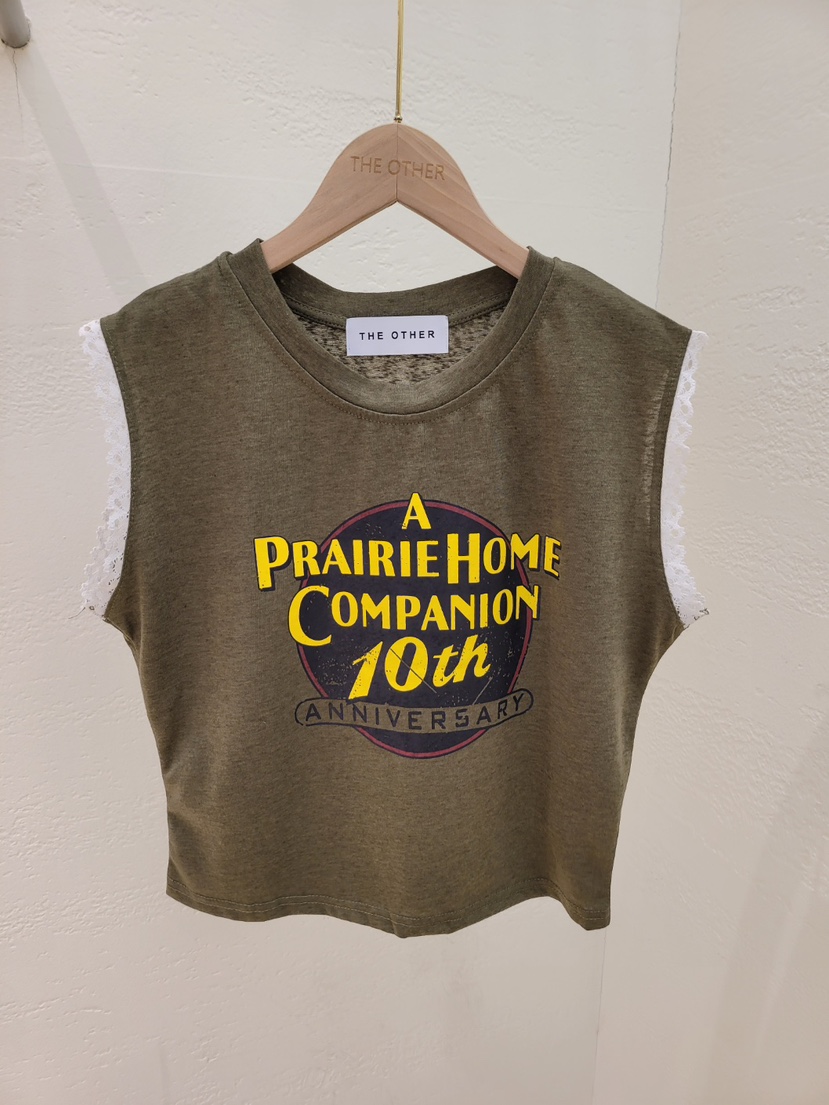 THE OTHER
THE OTHER
A
PRAIRIE HOME
COMPANION
10th
ANNIVERSARY